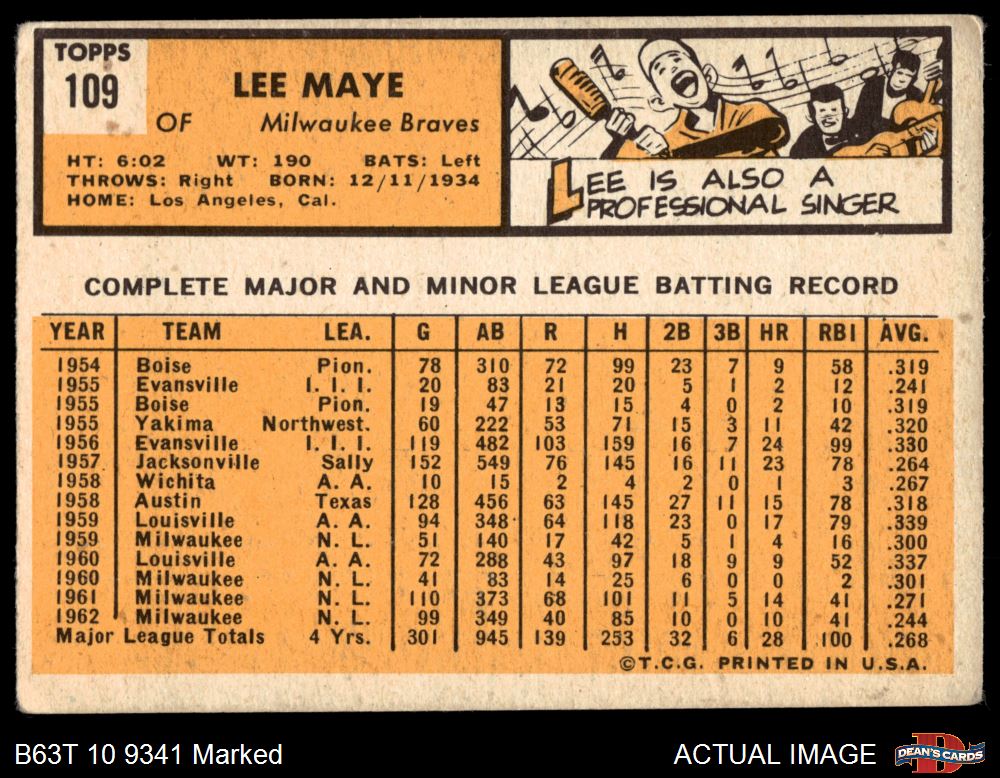 TOPPS
109
LEE MAYE
OF Milwaukee Braves
HT: 6:02 WT: 190 BATS: Left
THROWS: Right BORN: 12/11/1934
HOME: Los Angeles, Cal.
LEE IS ALSO A
PROFESSIONAL SINGER
COMPLETE MAJOR AND MINOR LEAGUE BATTING RECORD
YEAR TEAM LEA. G AB R H 2B 3B HR RBI AVG.
1954 Boise Pion. 78 310 72 99 23 7 9 58 .319
1955 Evansville I. I. I. 20 83 21 20 5 1 2 12 .241
1955 Boise Pion. 19 47 13 15 4 0 2 10 .319
1955 Yakima Northwest. 60 222 53 71 15 3 11 42 .320
1956 Evansville I. I. I. 119 482 103 159 16 7 24 99 .330
1957 Jacksonville Sally 152 549 76 145 16 11 23 78 .264
1958 Wichita A. A. 10 15 2 4 2 0 1 3 .267
1958 Austin Texas 128 456 63 145 27 11 15 78 .318
1959 Louisville A. A. 94 348 64 118 23 0 17 79 .339
1959 Milwaukee N. L. 51 140 17 42 5 1 4 16 .300
1960 Louisville A. A. 72 288 43 97 18 9 9 52 .337
1960 Milwaukee N. L. 41 83 14 25 6 0 0 2 .301
1961 Milwaukee N. L. 110 373 68 101 11 5 14 41 .271
1962 Milwaukee N. L. 99 349 40 85 10 0 10 41 .244
Major League Totals 4 Yrs. 301 945 139 253 32 6 28 100 .268
©T.C.G. PRINTED IN U.S.A.
B63T 10 9341 Marked
ACTUAL IMAGE
DEAN'S CARDS